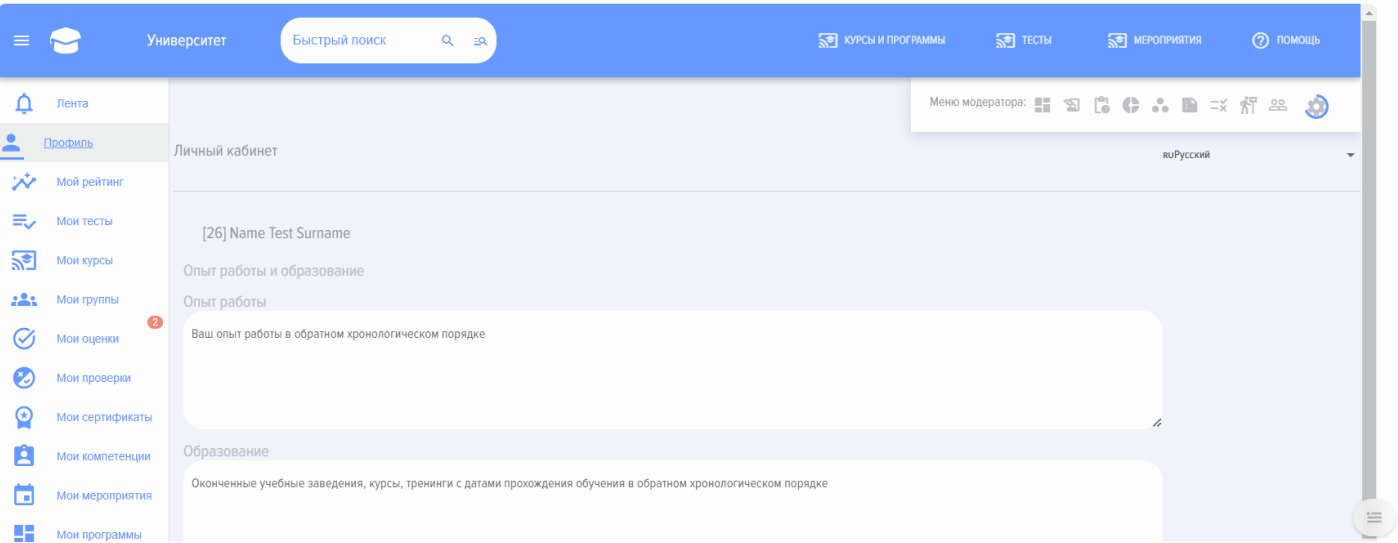 Университет
Быстрый поиск
КУРСЫ И ПРОГРАММЫ
ТЕСТЫ
МЕРОПРИЯТИЯ
ПОМОЩЬ
Меню модератора:
Лента
Профиль
Мой рейтинг
Мои тесты
Мои курсы
Мои группы
2
Мои оценки
Мои проверки
Мои сертификаты
Мои компетенции
Мои мероприятия
Мои программы
Личный кабинет
RUРусский
[26] Name Test Surname
Опыт работы и образование
Опыт работы
Ваш опыт работы в обратном хронологическом порядке
Образование
Оконченные учебные заведения, курсы, тренинги с датами прохождения обучения в обратном хронологическом порядке